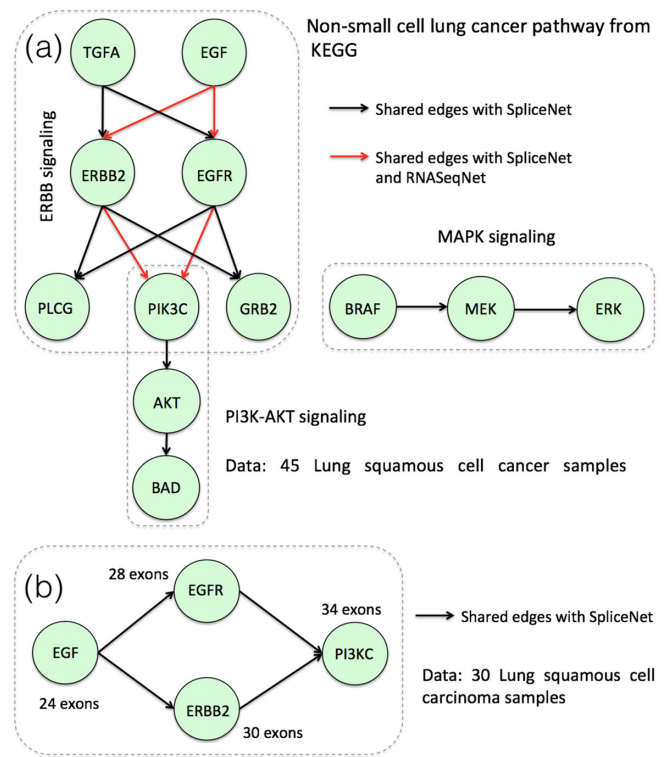 (a)
TGFA
EGF
Non-small cell lung cancer pathway from
KEGG
Shared edges with SpliceNet
Shared edges with SpliceNet
and RNASeqNet
ERBB signaling
ERBB2
EGFR
MAPK signaling
PLCG
PIK3C
GRB2
BRAF
MEK
ERK
AKT
PI3K-AKT signaling
BAD
Data: 45 Lung squamous cell cancer samples
(b)
28 exons
EGFR
34 exons
Shared edges with SpliceNet
EGF
PI3KC
24 exons
ERBB2
30 exons
Data: 30 Lung squamous cell
carcinoma samples